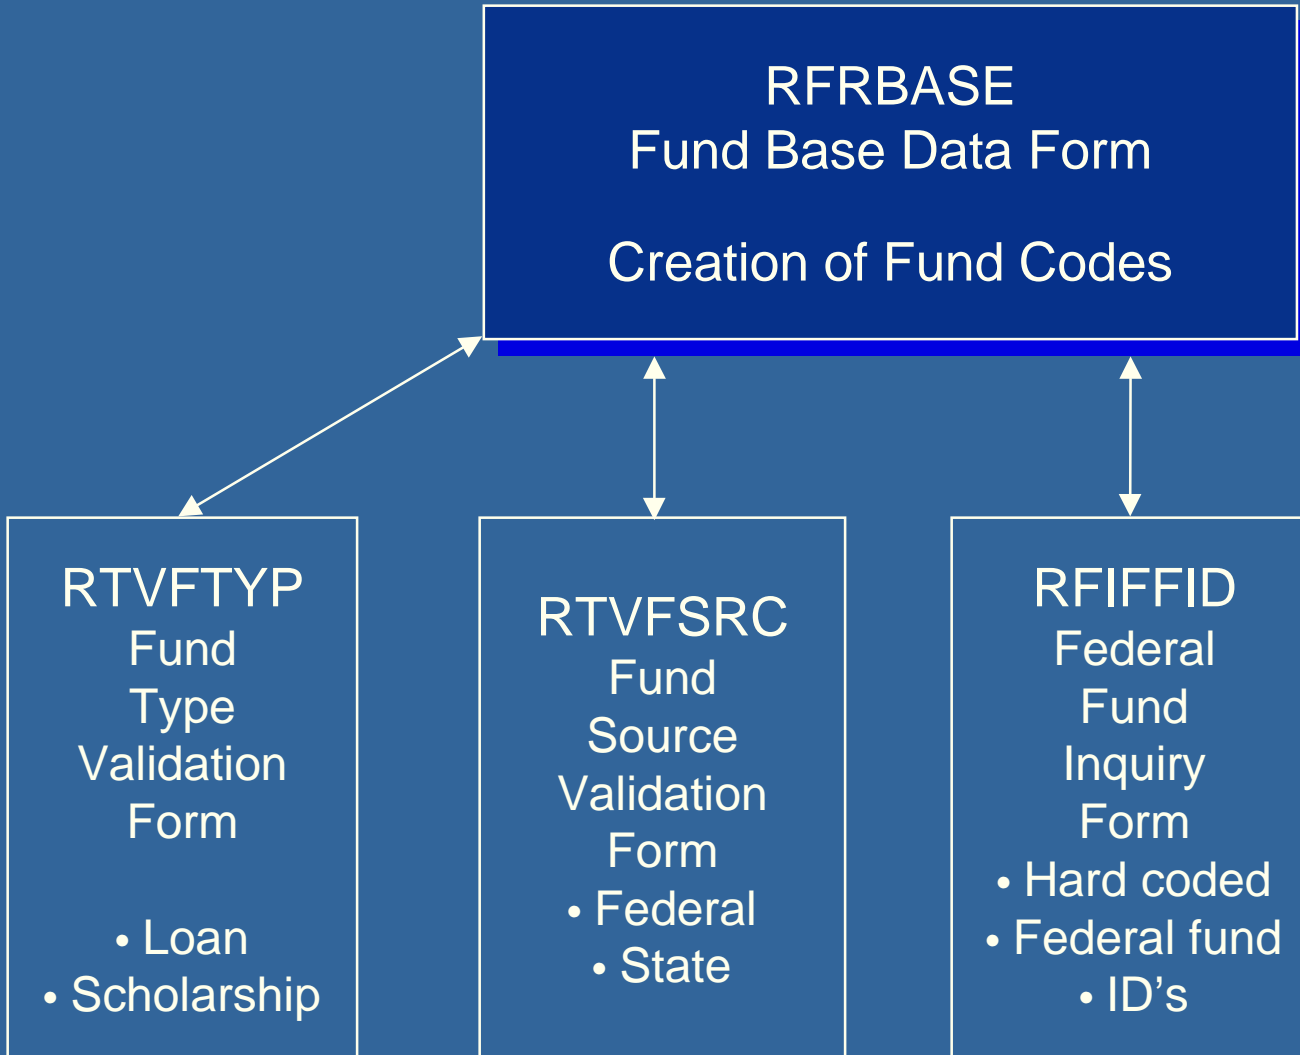 RFRBASE
Fund Base Data Form
Creation of Fund Codes
RTVFTYP
Fund
Type
Validation
Form
• Loan
• Scholarship
RTVFSRC
Fund
Source
Validation
Form
• Federal
• State
RFIFFID
Federal
Fund
Inquiry
Form
• Hard coded
• Federal fund
• ID’s